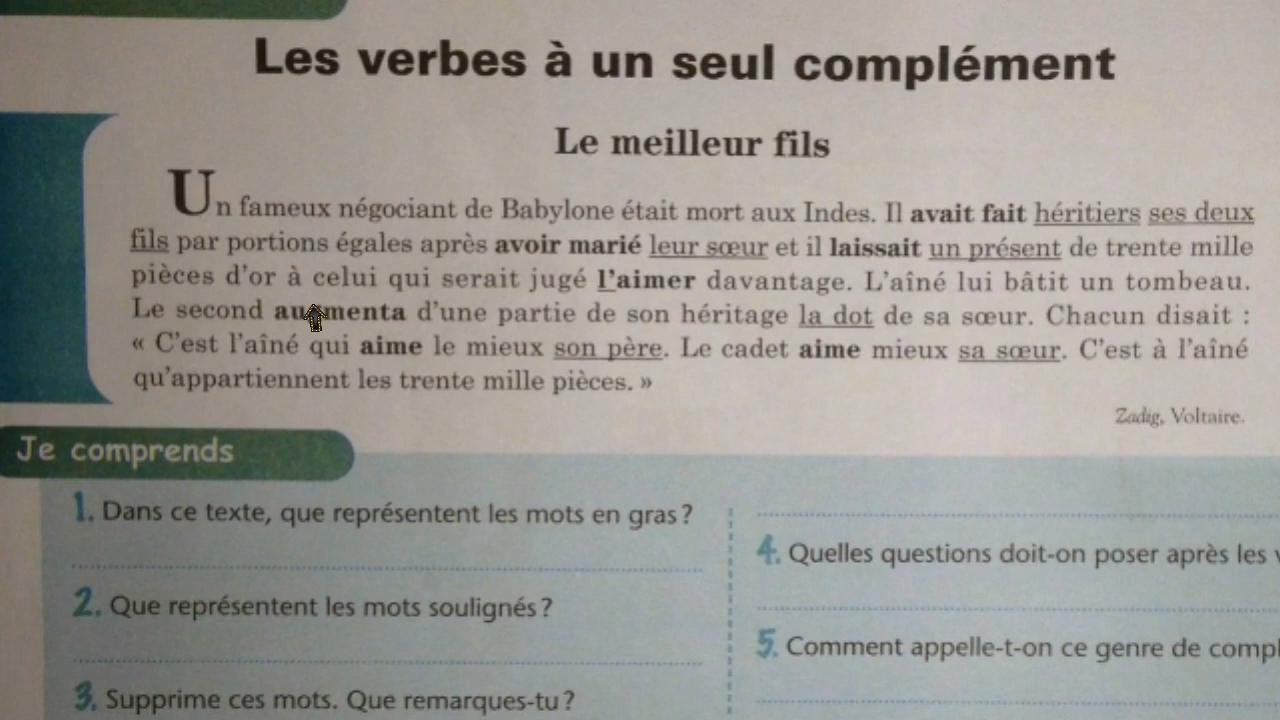 Les verbes à un seul complément
Le meilleur fils
Un fameux négociant de Babylone était mort aux Indes. Il avait fait héritiers ses deux
fils par portions égales après avoir marié leur sœur et il laissait un présent de trente mille
pièces d'or à celui qui serait jugé l'aimer davantage. L'aîné lui bâtit un tombeau.
Le second augmenta d'une partie de son héritage la dot de sa sœur. Chacun disait :
« C'est l'aîné qui aime le mieux son père. Le cadet aime mieux sa sœur. C'est à l'aîné
qu'appartiennent les trente mille pièces. »
Zadig, Voltaire.
Je comprends
1. Dans ce texte, que représentent les mots en gras ?
2. Que représentent les mots soulignés ?
3. Supprime ces mots. Que remarques-tu ?
4. Quelles questions doit-on poser après les
5. Comment appelle-t-on ce genre de compl